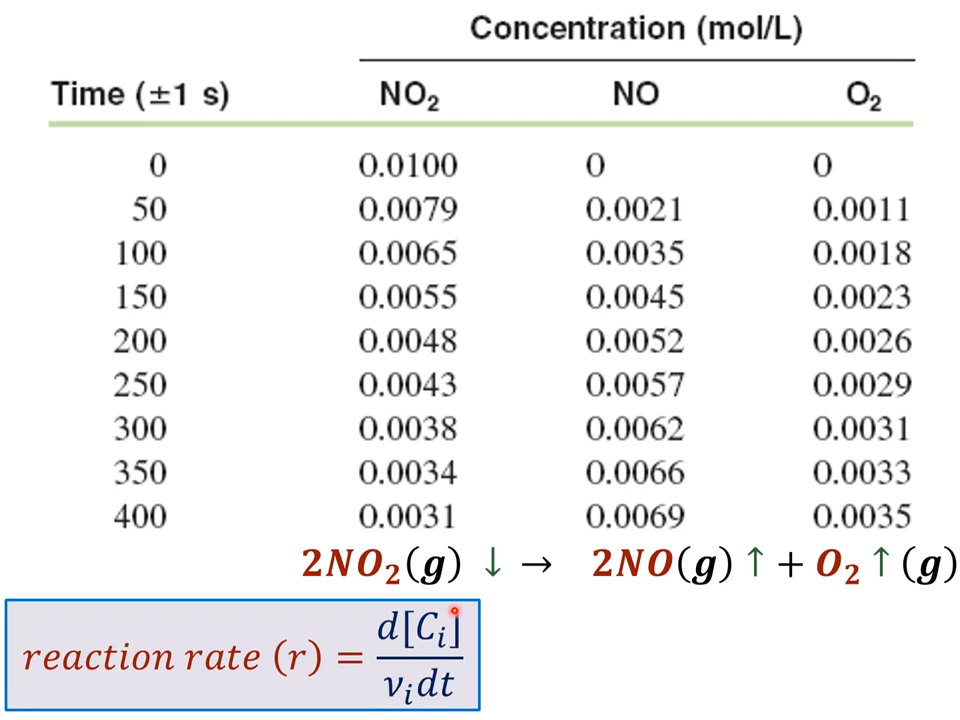 Concentration (mol/L)
Time (±1 s) NO₂ NO O₂
0 0.0100 0 0
50 0.0079 0.0021 0.0011
100 0.0065 0.0035 0.0018
150 0.0055 0.0045 0.0023
200 0.0048 0.0052 0.0026
250 0.0043 0.0057 0.0029
300 0.0038 0.0062 0.0031
350 0.0034 0.0066 0.0033
400 0.0031 0.0069 0.0035
2NO₂(g) ↓ → 2NO(g) ↑ + O₂ ↑ (g)
reaction rate (r) = d[Cᵢ] / νᵢdt